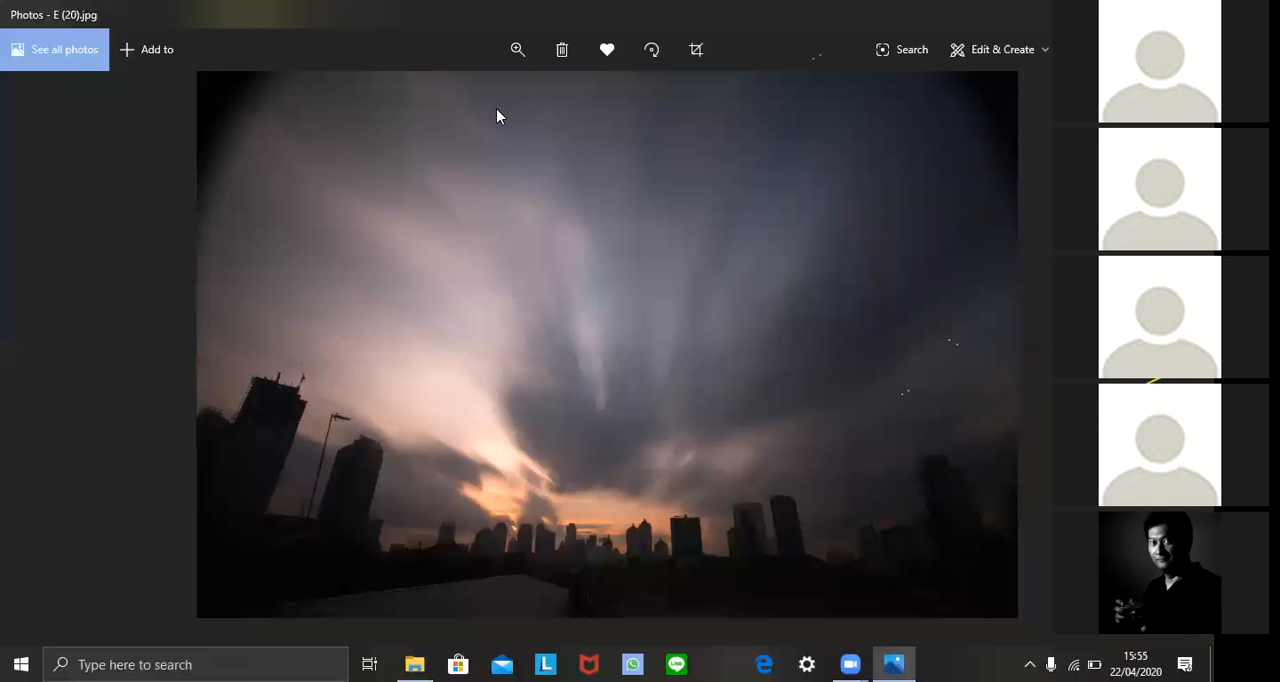 Photos - E (20).jpg
See all photos
Add to
Search
Edit & Create
Type here to search
L
LINE
15:55
22/04/2020